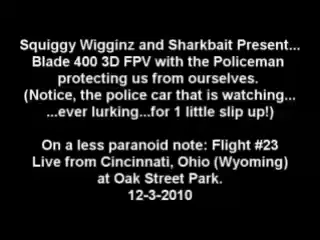 Squiggy Wigginz and Sharkbait Present...
Blade 400 3D FPV with the Policeman
protecting us from ourselves.
(Notice, the police car that is watching...
...ever lurking...for 1 little slip up!)
On a less paranoid note: Flight #23
Live from Cincinnati, Ohio (Wyoming)
at Oak Street Park.
12-3-2010